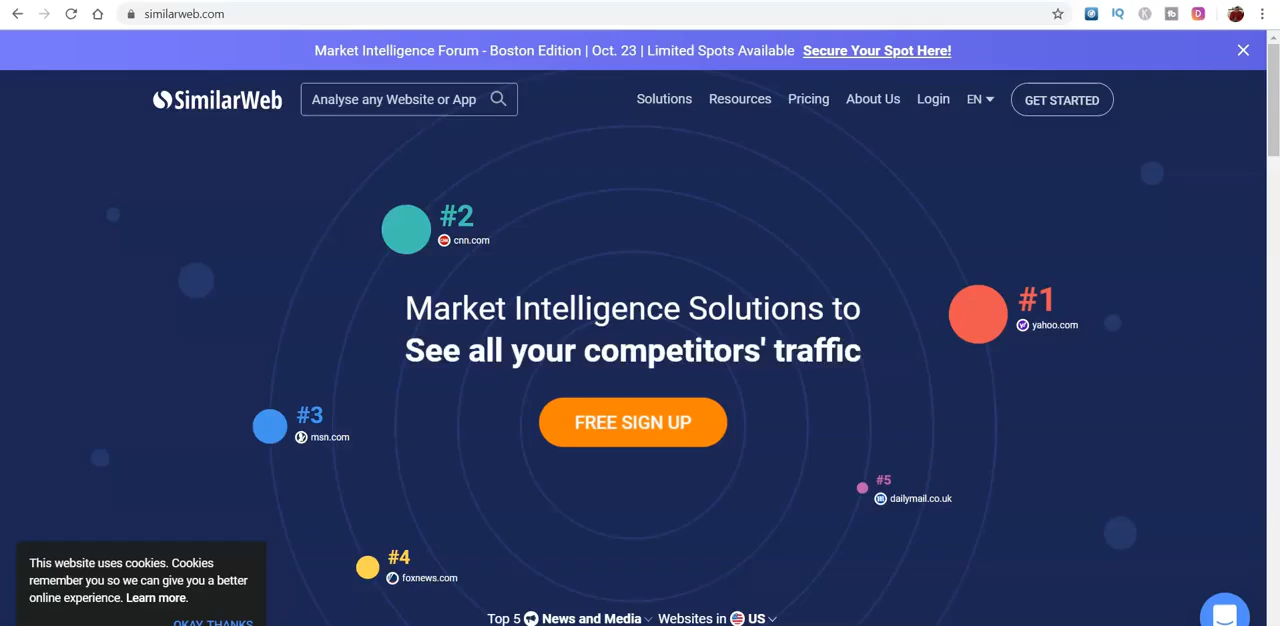 similarweb.com
Market Intelligence Forum - Boston Edition | Oct. 23 | Limited Spots Available Secure Your Spot Here!
SimilarWeb
Analyse any Website or App
Solutions Resources Pricing About Us Login EN GET STARTED
#2
cnn.com
#1
yahoo.com
Market Intelligence Solutions to
See all your competitors' traffic
#3
msn.com
FREE SIGN UP
#5
dailymail.co.uk
#4
foxnews.com
This website uses cookies. Cookies
remember you so we can give you a better
online experience. Learn more.
OKAY, THANKS
Top 5 News and Media Websites in US